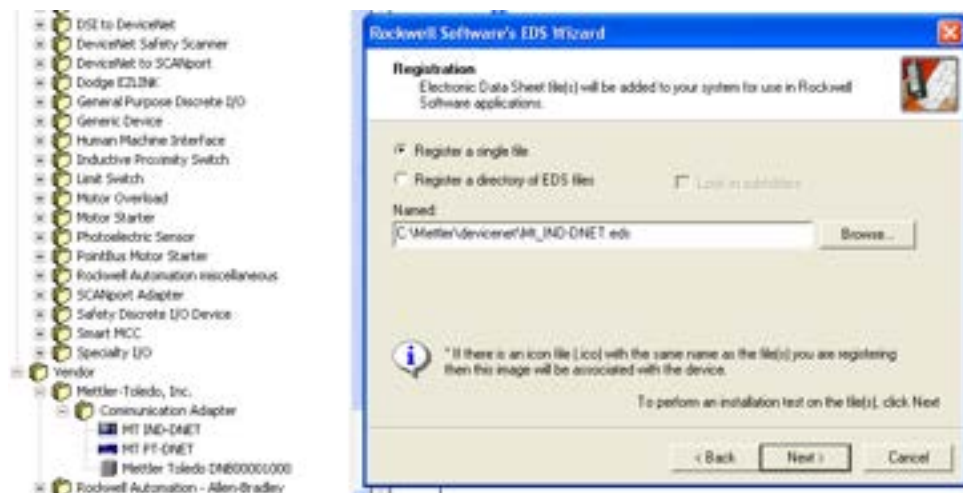 DSI to DeviceNet
DeviceNet Safety Scanner
DeviceNet to SCANport
Dodge EZLINK
General Purpose Discrete I/O
Generic Device
Human Machine Interface
Inductive Proximity Switch
Limit Switch
Motor Overload
Motor Starter
Photoelectric Sensor
PointBus Motor Starter
Rockwell Automation miscellaneous
SCANport Adapter
Safety Discrete I/O Device
Smart MCC
Specialty I/O
Vendor
Mettler-Toledo, Inc.
Communication Adapter
MT IND-DNET
MT PT-DNET
Mettler Toledo DNB00001000
Rockwell Automation - Allen-Bradley
Rockwell Software's EDS Wizard
Registration
Electronic Data Sheet file(s) will be added to your system for use in Rockwell
Software applications.
Register a single file
Register a directory of EDS files
Look in subfolders
Named:
C:\Mettler\devicenet\Mt_IND-DNET.eds
Browse...
* If there is an icon file (.ico) with the same name as the file(s) you are registering
then this image will be associated with the device.
To perform an installation test on the file(s), click Next
< Back
Next >
Cancel